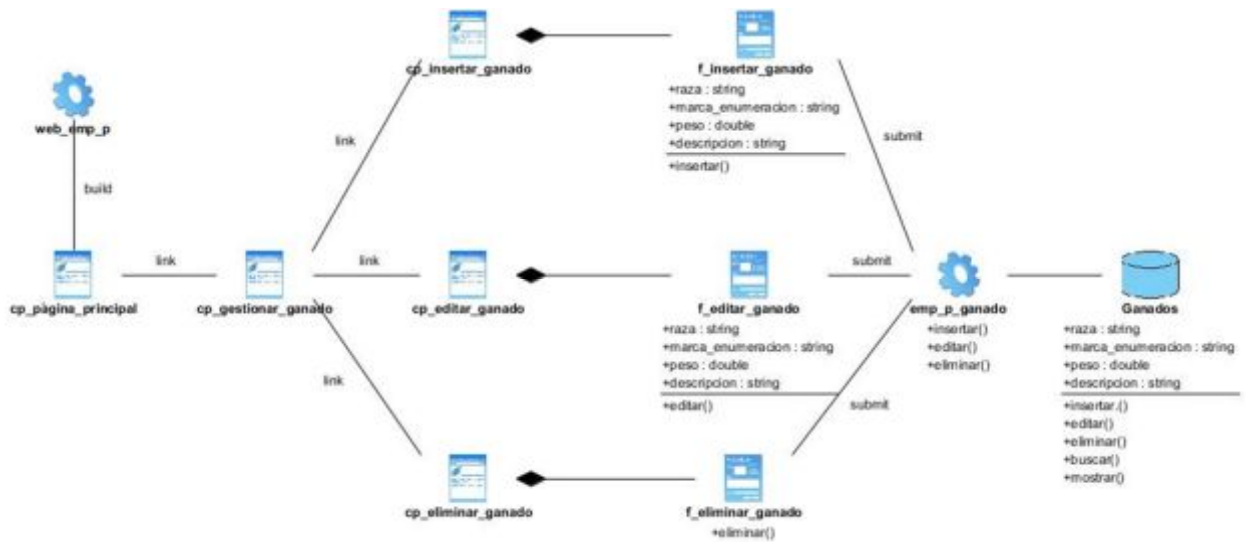 cp_insertar_ganado
f_insertar_ganado
+raza : string
+marca_enumeracion : string
+peso : double
+descripcion : string
+insertar()
web_emp_p
link
submit
build
link
link
submit
cp_pàgina_principal
cp_gestionar_ganado
cp_editar_ganado
f_editar_ganado
+raza : string
+marca_enumeracion : string
+peso : double
+descripcion : string
+editar()
emp_p_ganado
+insertar()
+editar()
+eliminar()
Ganados
+raza : string
+marca_enumeracion : string
+peso : double
+descripcion : string
+insertar.()
+editar()
+eliminar()
+buscar()
+mostrar()
link
submit
cp_eliminar_ganado
f_eliminar_ganado
+eliminar()